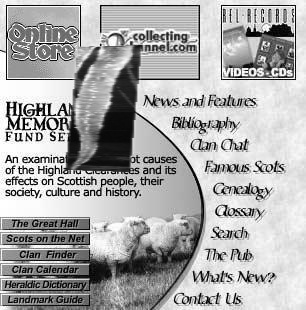 Online
Store
collecting
nnel.com
REL-RECORDS
VIDEOS - CDs
HIGHLAN
MEMOR
FUND SE
An examinat
of the Highland Clearances and its
effects on Scottish people, their
society, culture and history.
causes
News and Features
Bibliography
Clan Chat
Famous Scots
Genealogy
Glossary
Search
The Pub
What's New?
Contact Us
The Great Hall
Scots on the Net
Clan Finder
Clan Calendar
Heraldic Dictionary
Landmark Guide